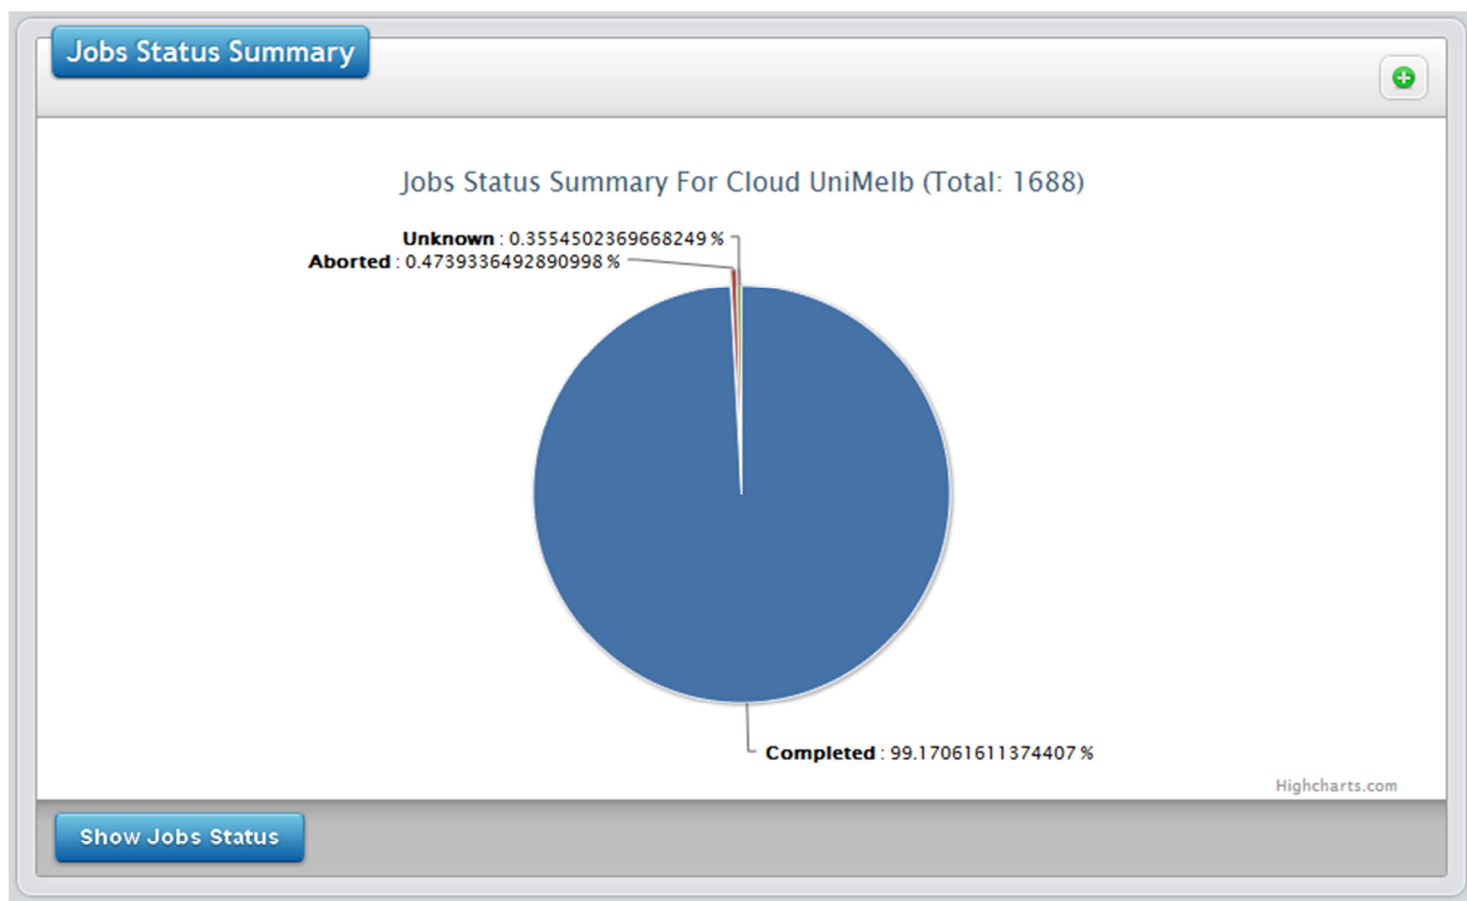 Jobs Status Summary
Jobs Status Summary For Cloud UniMelb (Total: 1688)
Unknown : 0.3554502369668249 %
Aborted : 0.4739336492890998 %
Completed : 99.17061611374407 %
Highcharts.com
Show Jobs Status